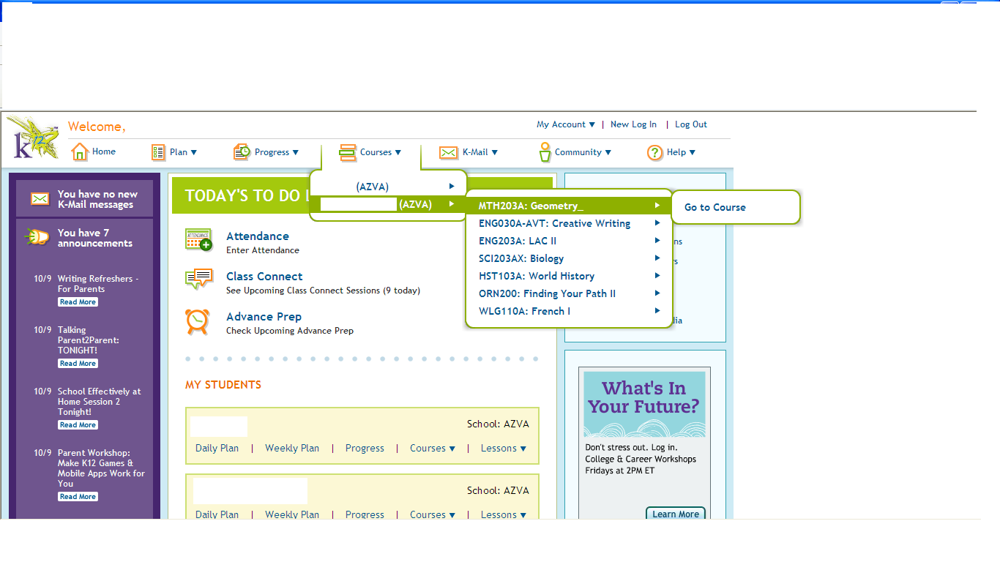 k12
Welcome,
My Account | New Log In | Log Out
Home
Plan
Progress
Courses
K-Mail
Community
Help
(AZVA)
(AZVA)
MTH203A: Geometry_
ENG030A-AVT: Creative Writing
ENG203A: LAC II
SCI203AX: Biology
HST103A: World History
ORN200: Finding Your Path II
WLG110A: French I
Go to Course
You have no new
K-Mail messages
You have 7
announcements
10/9 Writing Refreshers -
For Parents
Read More
10/9 Talking
Parent2Parent:
TONIGHT!
Read More
10/9 School Effectively at
Home Session 2
Tonight!
Read More
10/9 Parent Workshop:
Make K12 Games &
Mobile Apps Work for
You
Read More
TODAY'S TO DO
ATTENDANCE
Attendance
Enter Attendance
Class Connect
See Upcoming Class Connect Sessions (9 today)
Advance Prep
Check Upcoming Advance Prep
MY STUDENTS
School: AZVA
Daily Plan | Weekly Plan | Progress | Courses | Lessons
School: AZVA
Daily Plan | Weekly Plan | Progress | Courses | Lessons
What's In
Your Future?
Don't stress out. Log in.
College & Career Workshops
Fridays at 2PM ET
Learn More